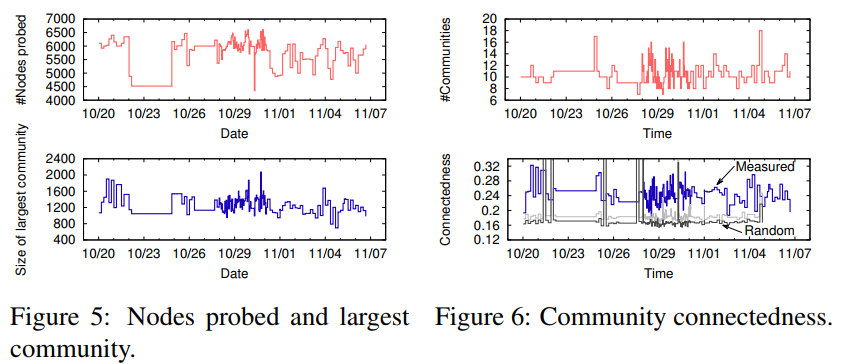 #Nodes probed
7000
6500
6000
5500
5000
4500
4000
10/20 10/23 10/26 10/29 11/01 11/04 11/07
Date
Size of largest community
2400
2000
1600
1200
800
400
10/20 10/23 10/26 10/29 11/01 11/04 11/07
Date
#Communities
20
18
16
14
12
10
8
6
10/20 10/23 10/26 10/29 11/01 11/04 11/07
Time
Connectedness
0.32
0.28
0.24
0.2
0.16
0.12
Measured
Random
10/20 10/23 10/26 10/29 11/01 11/04 11/07
Time
Figure 5: Nodes probed and largest
community.
Figure 6: Community connectedness.